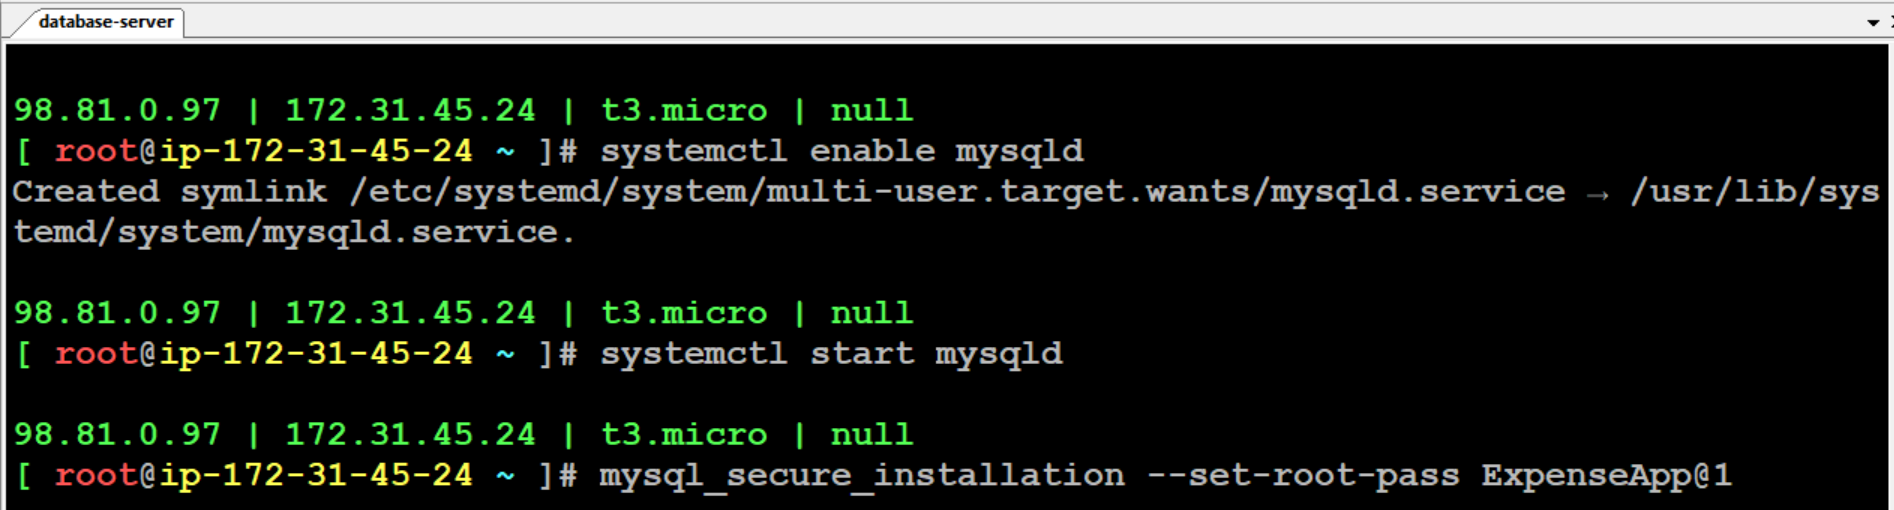 database-server
98.81.0.97 | 172.31.45.24 | t3.micro | null
[ root@ip-172-31-45-24 ~ ]# systemctl enable mysqld
Created symlink /etc/systemd/system/multi-user.target.wants/mysqld.service → /usr/lib/sys
temd/system/mysqld.service.
98.81.0.97 | 172.31.45.24 | t3.micro | null
[ root@ip-172-31-45-24 ~ ]# systemctl start mysqld
98.81.0.97 | 172.31.45.24 | t3.micro | null
[ root@ip-172-31-45-24 ~ ]# mysql_secure_installation --set-root-pass ExpenseApp@1